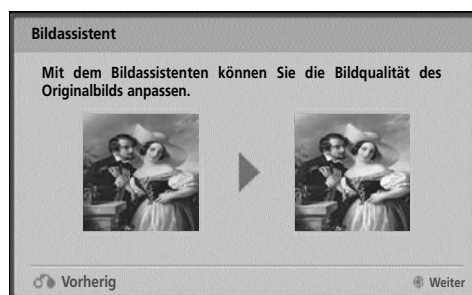 Bildassistent
Mit dem Bildassistenten können Sie die Bildqualität des
Originalbilds anpassen.
Vorherig
Weiter